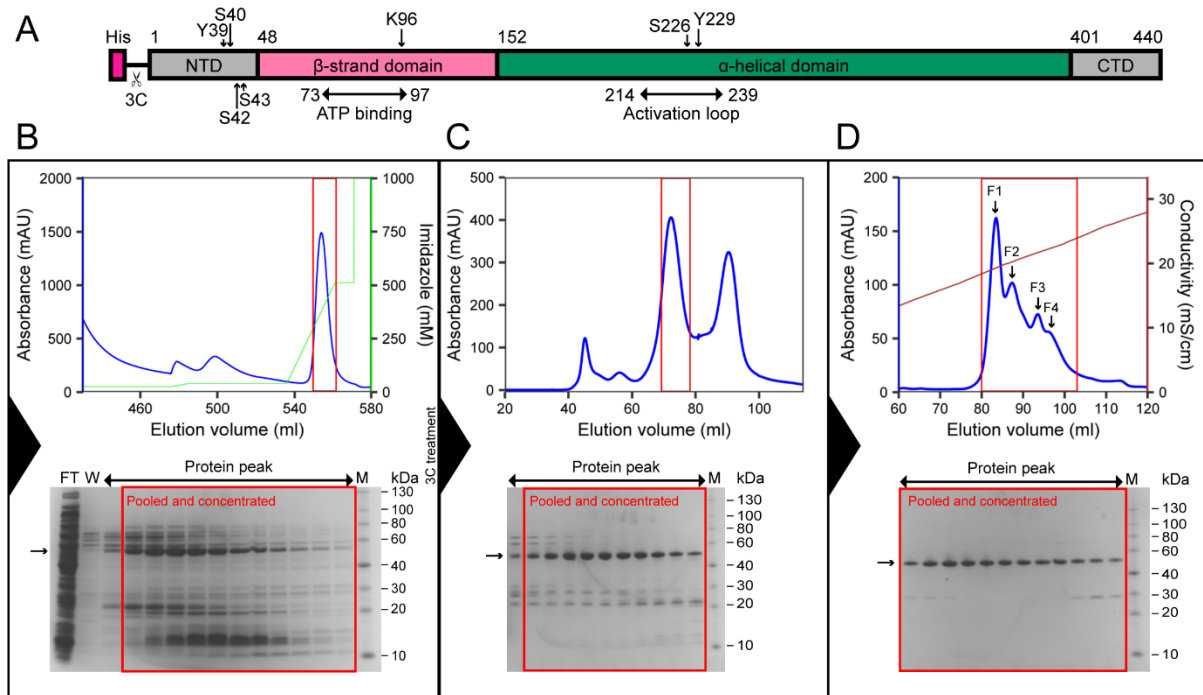 A
His
1
Y39
S40
48
K96
152
S226
Y229
401
440
NTD
β-strand domain
α-helical domain
CTD
3C
S42
S43
73
97
ATP binding
214
239
Activation loop
B
2000
1500
1000
500
0
Absorbance (mAU)
1000
750
500
250
0
Imidazole (mM)
460
500
540
580
Elution volume (ml)
FT
W
Protein peak
M
kDa
Pooled and concentrated
130
100
80
60
40
30
20
10
3C treatment
C
500
400
300
200
100
0
Absorbance (mAU)
20
40
60
80
100
Elution volume (ml)
Protein peak
M
kDa
Pooled and concentrated
130
100
80
60
40
30
20
10
D
200
150
100
50
0
Absorbance (mAU)
F1
F2
F3
F4
30
20
10
0
Conductivity (mS/cm)
60
70
80
90
100
110
120
Elution volume (ml)
Protein peak
M
kDa
Pooled and concentrated
130
100
80
60
40
30
20
10